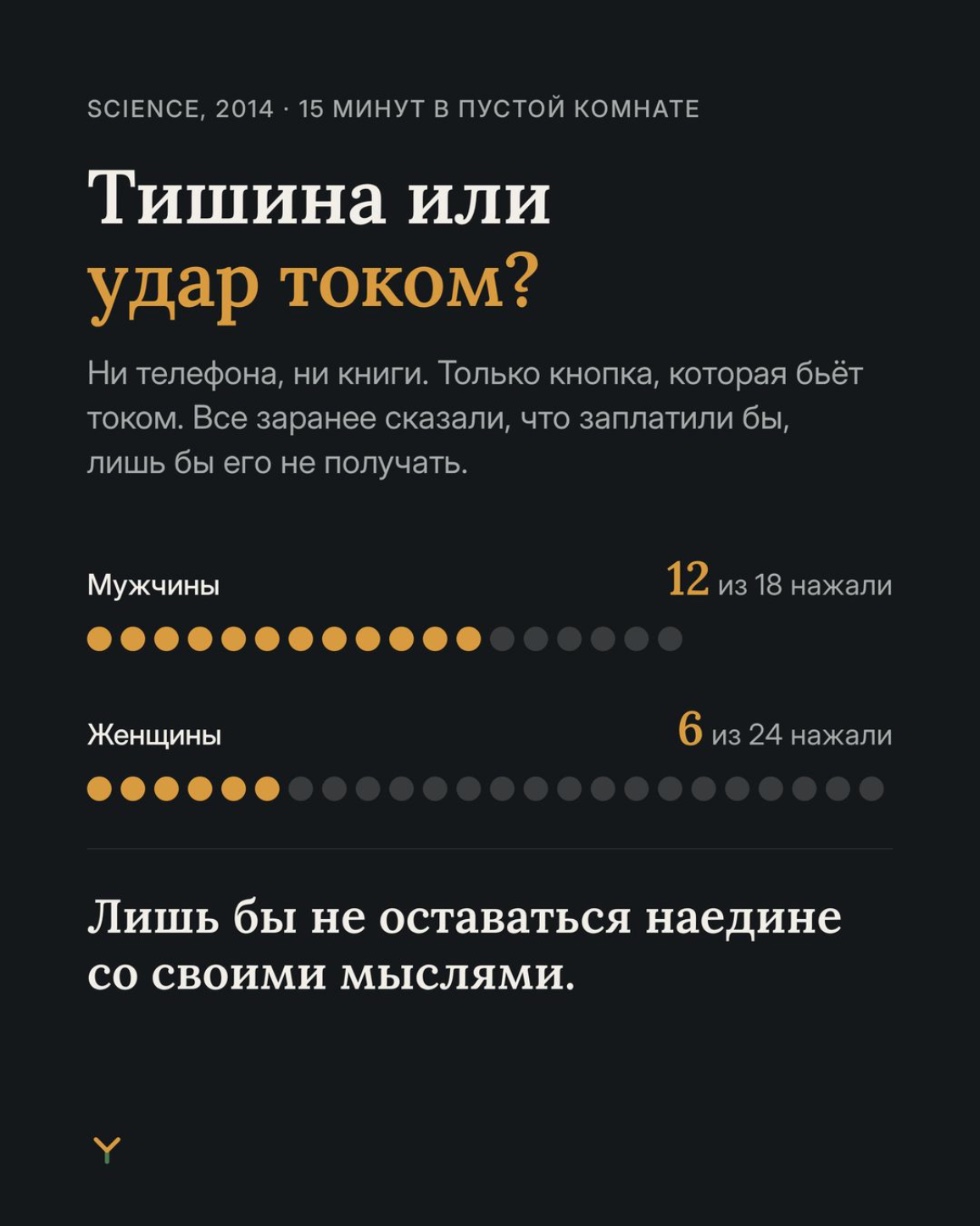 SCIENCE, 2014 · 15 МИНУТ В ПУСТОЙ КОМНАТЕ
Тишина или
удар током?
Ни телефона, ни книги. Только кнопка, которая бьёт
током. Все заранее сказали, что заплатили бы,
лишь бы его не получать.
Мужчины 12 из 18 нажали
Женщины 6 из 24 нажали
Лишь бы не оставаться наедине
со своими мыслями.